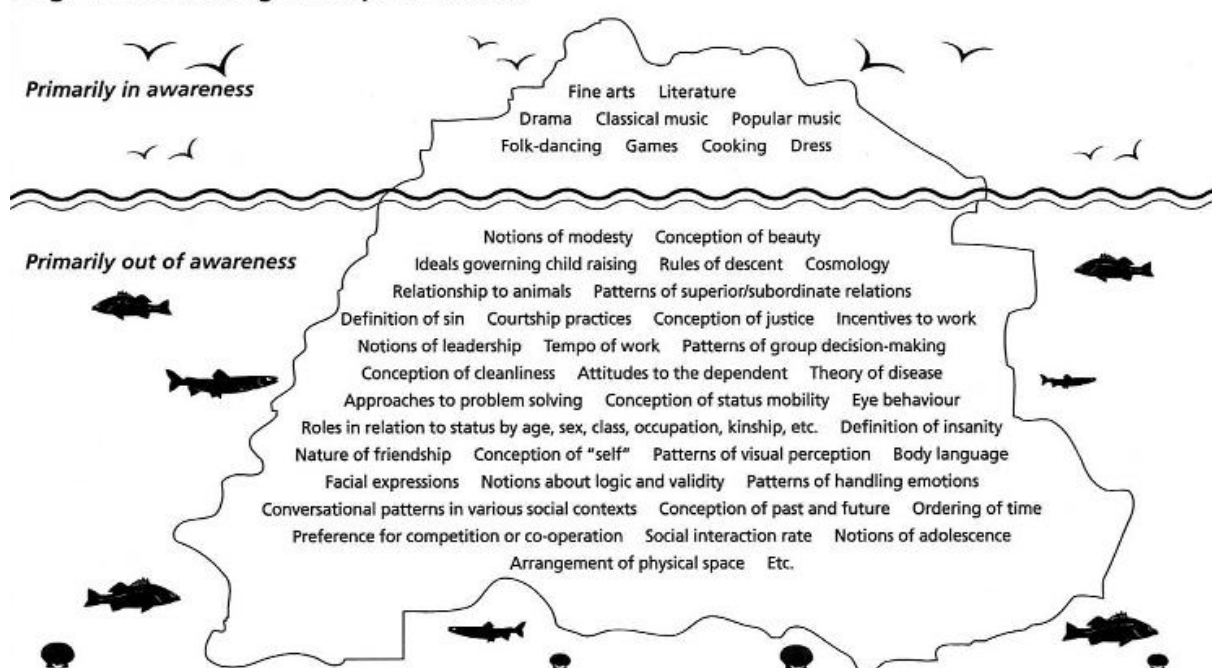 Primarily in awareness
Fine arts Literature
Drama Classical music Popular music
Folk-dancing Games Cooking Dress
Primarily out of awareness
Notions of modesty Conception of beauty
Ideals governing child raising Rules of descent Cosmology
Relationship to animals Patterns of superior/subordinate relations
Definition of sin Courtship practices Conception of justice Incentives to work
Notions of leadership Tempo of work Patterns of group decision-making
Conception of cleanliness Attitudes to the dependent Theory of disease
Approaches to problem solving Conception of status mobility Eye behaviour
Roles in relation to status by age, sex, class, occupation, kinship, etc. Definition of insanity
Nature of friendship Conception of "self" Patterns of visual perception Body language
Facial expressions Notions about logic and validity Patterns of handling emotions
Conversational patterns in various social contexts Conception of past and future Ordering of time
Preference for competition or co-operation Social interaction rate Notions of adolescence
Arrangement of physical space Etc.